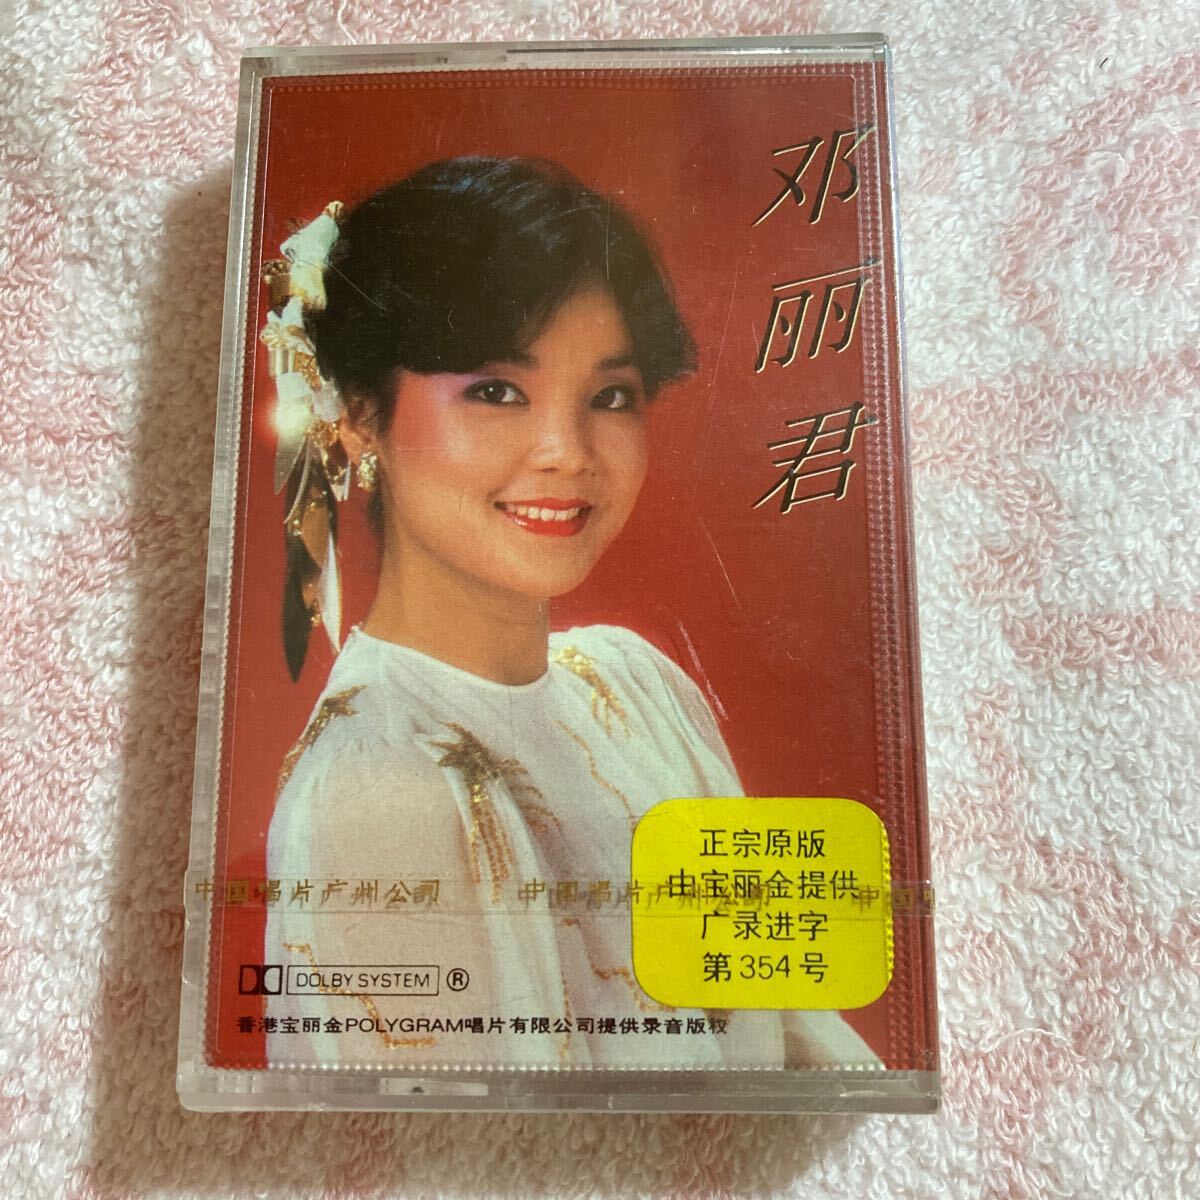 邓丽君
正宗原版
由宝丽金提供
广录进字
第354号
中国唱片广州公司 中国唱片广州公司 中国
DOLBY SYSTEM ®
香港宝丽金POLYGRAM唱片有限公司提供录音版权